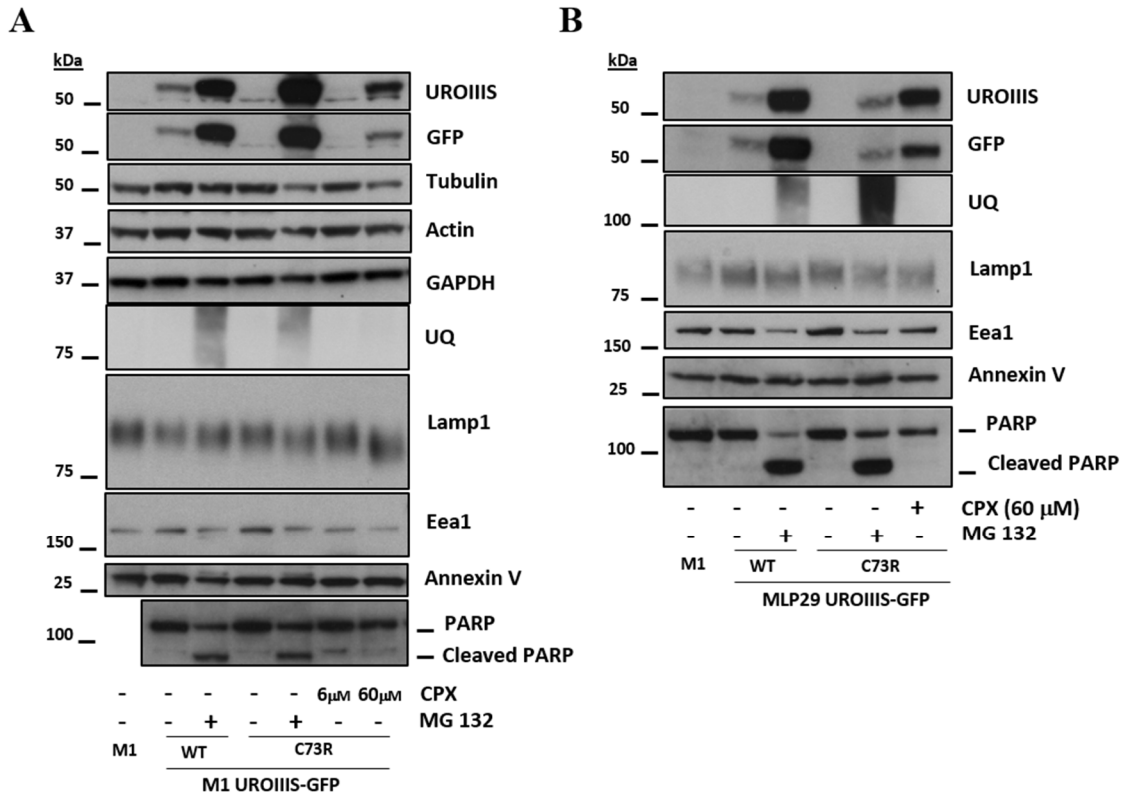 A
kDa
50
UROIIIS
50
GFP
50
Tubulin
37
Actin
37
GAPDH
75
UQ
75
Lamp1
150
Eea1
25
Annexin V
100
PARP
Cleaved PARP
- - - - - 6μM 60μM CPX
- - + - + - - MG 132
M1 WT C73R
M1 UROIIIS-GFP
B
kDa
50
UROIIIS
50
GFP
100
UQ
75
Lamp1
150
Eea1
25
Annexin V
100
PARP
Cleaved PARP
- - - - - + CPX (60 μM)
- - + - + - MG 132
M1 WT C73R
MLP29 UROIIIS-GFP